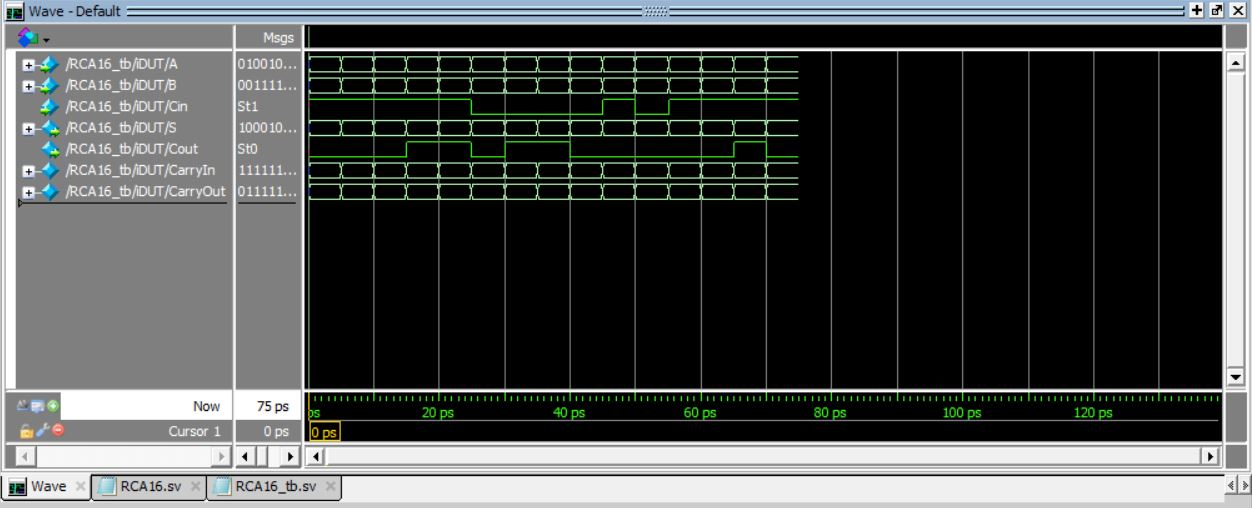 Wave - Default
Msgs
/RCA16_tb/iDUT/A 010010...
/RCA16_tb/iDUT/B 001111...
/RCA16_tb/iDUT/Cin St1
/RCA16_tb/iDUT/S 100010...
/RCA16_tb/iDUT/Cout St0
/RCA16_tb/iDUT/CarryIn 111111...
/RCA16_tb/iDUT/CarryOut 011111...
Now 75 ps ps 20 ps 40 ps 60 ps 80 ps 100 ps 120 ps
Cursor 1 0 ps 0 ps
Wave RCA16.sv RCA16_tb.sv